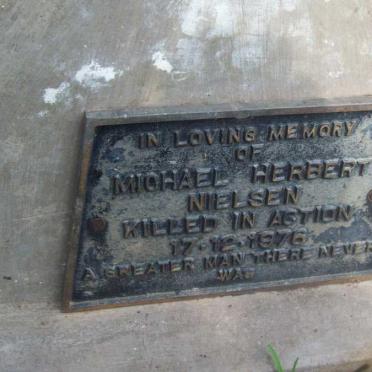 IN LOVING MEMORY
OF
MICHAEL HERBERT
NIELSEN
KILLED IN ACTION
17·12·1976
A GREATER MAN THERE NEVER
WAS